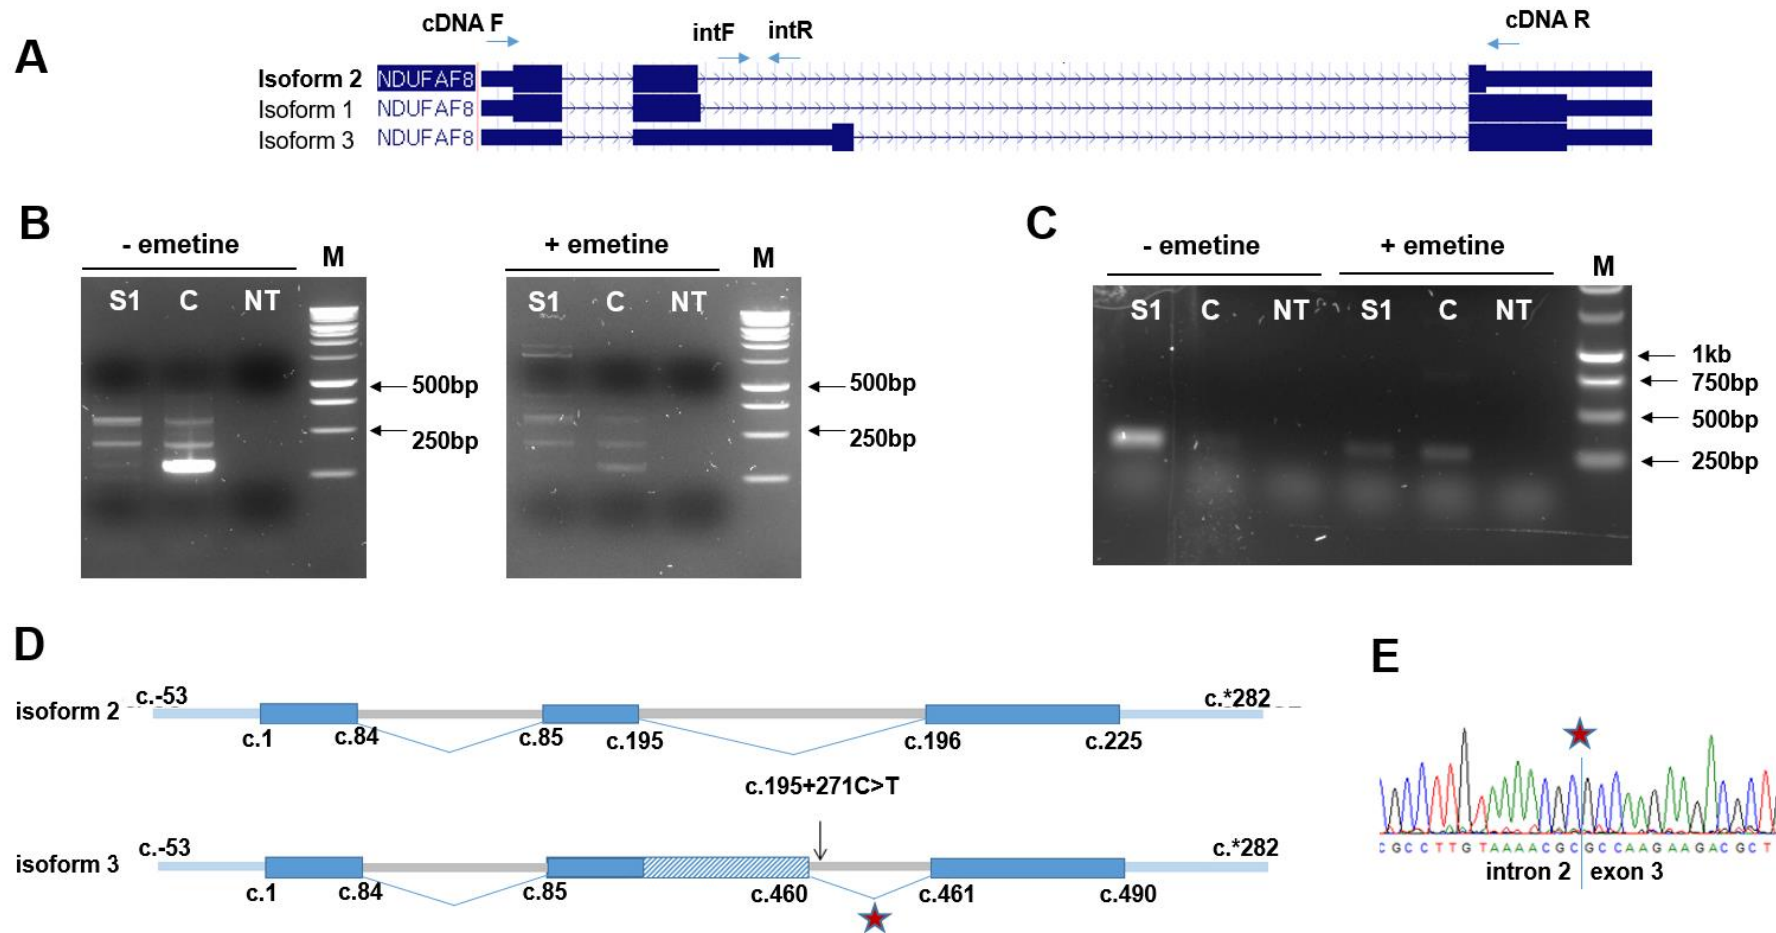 A
cDNA F
intF
intR
cDNA R
Isoform 2 NDUFAF8
Isoform 1 NDUFAF8
Isoform 3 NDUFAF8
B
- emetine
M
S1 C NT
500bp
250bp
+ emetine
M
S1 C NT
500bp
250bp
C
- emetine
+ emetine
M
S1 C NT S1 C NT
1kb
750bp
500bp
250bp
D
isoform 2
c.-53
c.*282
c.1
c.84
c.85
c.195
c.196
c.225
c.195+271C>T
isoform 3
c.-53
c.*282
c.1
c.84
c.85
c.460
c.461
c.490
E
CGCCTTGTAAAACGCGCCAAGAAGACGCT
intron 2 exon 3